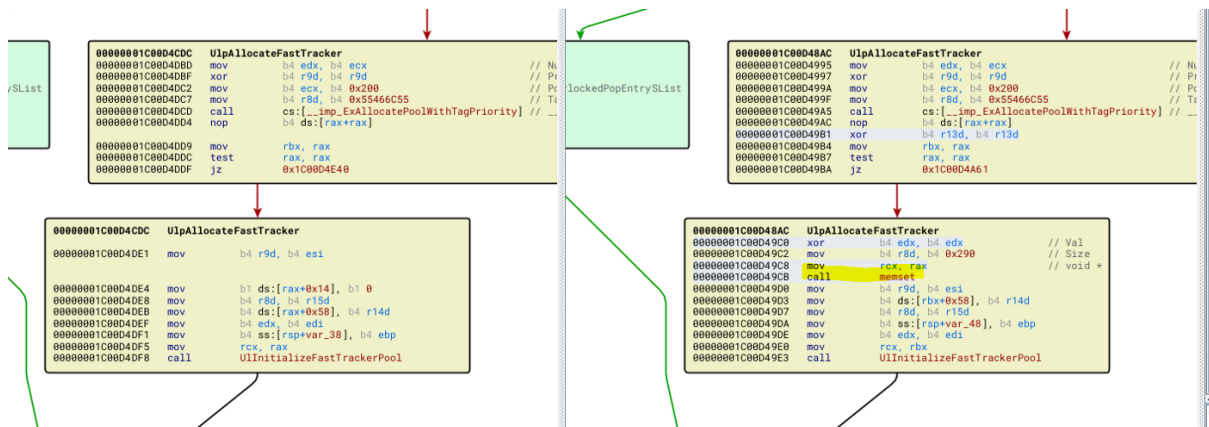 ySList
00000001C00D4CDC UlpAllocateFastTracker
00000001C00D4DBD mov b4 edx, b4 ecx // Nu
00000001C00D4DBF xor b4 r9d, b4 r9d // Pr
00000001C00D4DC2 mov b4 ecx, b4 0x200 // Po
00000001C00D4DC7 mov b4 r8d, b4 0x55466C55 // Ta
00000001C00D4DCD call cs:[__imp_ExAllocatePoolWithTagPriority] // __
00000001C00D4DD4 nop b4 ds:[rax+rax]
00000001C00D4DD9 mov rbx, rax
00000001C00D4DDC test rax, rax
00000001C00D4DDF jz 0x1C00D4E40
00000001C00D4CDC UlpAllocateFastTracker
00000001C00D4DE1 mov b4 r9d, b4 esi
00000001C00D4DE4 mov b1 ds:[rax+0x14], b1 0
00000001C00D4DE8 mov b4 r8d, b4 r15d
00000001C00D4DEB mov b4 ds:[rax+0x58], b4 r14d
00000001C00D4DEF mov b4 edx, b4 edi
00000001C00D4DF1 mov b4 ss:[rsp+var_38], b4 ebp
00000001C00D4DF5 mov rcx, rax
00000001C00D4DF8 call UlInitializeFastTrackerPool
lockedPopEntrySList
00000001C00D48AC UlpAllocateFastTracker
00000001C00D4995 mov b4 edx, b4 ecx // Nu
00000001C00D4997 xor b4 r9d, b4 r9d // Pr
00000001C00D499A mov b4 ecx, b4 0x200 // Po
00000001C00D499F mov b4 r8d, b4 0x55466C55 // Ta
00000001C00D49A5 call cs:[__imp_ExAllocatePoolWithTagPriority] // __
00000001C00D49AC nop b4 ds:[rax+rax]
00000001C00D49B1 xor b4 r13d, b4 r13d
00000001C00D49B4 mov rbx, rax
00000001C00D49B7 test rax, rax
00000001C00D49BA jz 0x1C00D4A61
00000001C00D48AC UlpAllocateFastTracker
00000001C00D49C0 xor b4 edx, b4 edx // Val
00000001C00D49C2 mov b4 r8d, b4 0x290 // Size
00000001C00D49C8 mov rcx, rax // void *
00000001C00D49CB call memset
00000001C00D49D0 mov b4 r9d, b4 esi
00000001C00D49D3 mov b4 ds:[rbx+0x58], b4 r14d
00000001C00D49D7 mov b4 r8d, b4 r15d
00000001C00D49DA mov b4 ss:[rsp+var_48], b4 ebp
00000001C00D49DE mov b4 edx, b4 edi
00000001C00D49E0 mov rcx, rbx
00000001C00D49E3 call UlInitializeFastTrackerPool